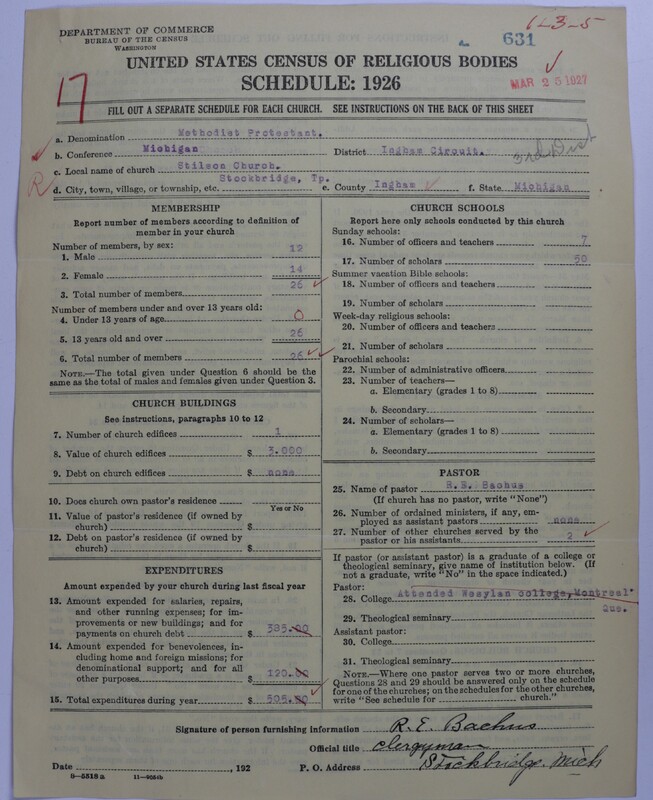 1-3-5
DEPARTMENT OF COMMERCE
BUREAU OF THE CENSUS
WASHINGTON
631
UNITED STATES CENSUS OF RELIGIOUS BODIES
SCHEDULE: 1926
MAR 25 1927
17
FILL OUT A SEPARATE SCHEDULE FOR EACH CHURCH. SEE INSTRUCTIONS ON THE BACK OF THIS SHEET
a. Denomination Methodist Protestant.
b. Conference Michigan District Ingham Circuit. 3rd Dist
c. Local name of church Stilson Church.
R d. City, town, village, or township, etc. Stockbridge, Tp. e. County Ingham f. State Michigan
MEMBERSHIP
Report number of members according to definition of
member in your church
Number of members, by sex:
1. Male 12
2. Female 14
3. Total number of members 26
Number of members under and over 13 years old:
4. Under 13 years of age 0
5. 13 years old and over 26
6. Total number of members 26
NOTE.—The total given under Question 6 should be the
same as the total of males and females given under Question 3.
CHURCH BUILDINGS
See instructions, paragraphs 10 to 12
7. Number of church edifices 1
8. Value of church edifices $ 3.000
9. Debt on church edifices $ none
10. Does church own pastor's residence
Yes or No
11. Value of pastor's residence (if owned by
church) $
12. Debt on pastor's residence (if owned by
church) $
EXPENDITURES
Amount expended by your church during last fiscal year
13. Amount expended for salaries, repairs,
and other running expenses; for im-
provements or new buildings; and for
payments on church debt $ 385.00
14. Amount expended for benevolences, in-
cluding home and foreign missions; for
denominational support; and for all
other purposes $ 120.00
15. Total expenditures during year $ 505.00
CHURCH SCHOOLS
Report here only schools conducted by this church
Sunday schools:
16. Number of officers and teachers 7
17. Number of scholars 50
Summer vacation Bible schools:
18. Number of officers and teachers
19. Number of scholars
Week-day religious schools:
20. Number of officers and teachers
21. Number of scholars
Parochial schools:
22. Number of administrative officers
23. Number of teachers—
a. Elementary (grades 1 to 8)
b. Secondary
24. Number of scholars—
a. Elementary (grades 1 to 8)
b. Secondary
PASTOR
25. Name of pastor R.E. Bachus
(If church has no pastor, write "None")
26. Number of ordained ministers, if any, em-
ployed as assistant pastors none
27. Number of other churches served by the
pastor or his assistants 2
If pastor (or assistant pastor) is a graduate of a college or
theological seminary, give name of institution below. (If
not a graduate, write "No" in the space indicated.)
Pastor:
28. College Attended Wesylan college, Montreal.
Que.
29. Theological seminary
Assistant pastor:
30. College
31. Theological seminary
NOTE.—Where one pastor serves two or more churches,
Questions 28 and 29 should be answered only on the schedule
for one of the churches; on the schedules for the other churches,
write "See schedule for church."
Signature of person furnishing information R. E. Bachus
Official title clergyman
Date , 192 P. O. Address Stockbridge. Mich
8-5518a 11-9054b